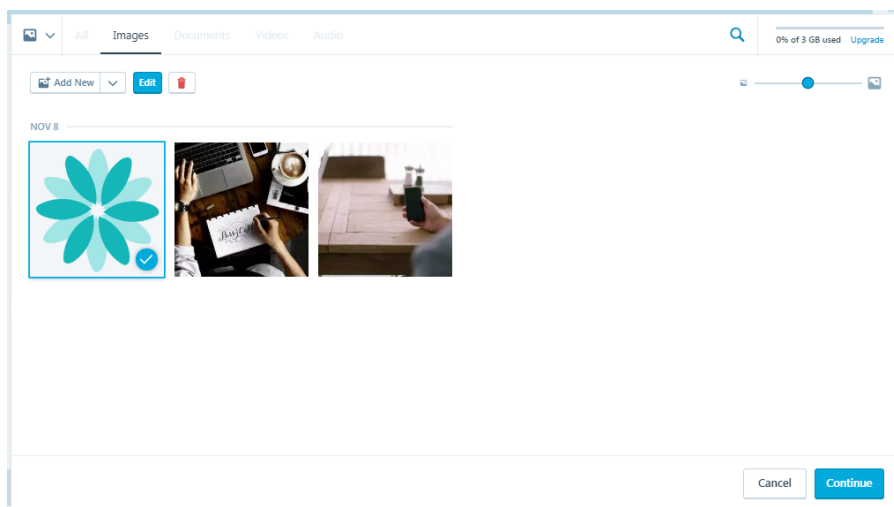 All Images Documents Videos Audio
0% of 3 GB used Upgrade
Add New Edit
NOV 8
Cancel Continue